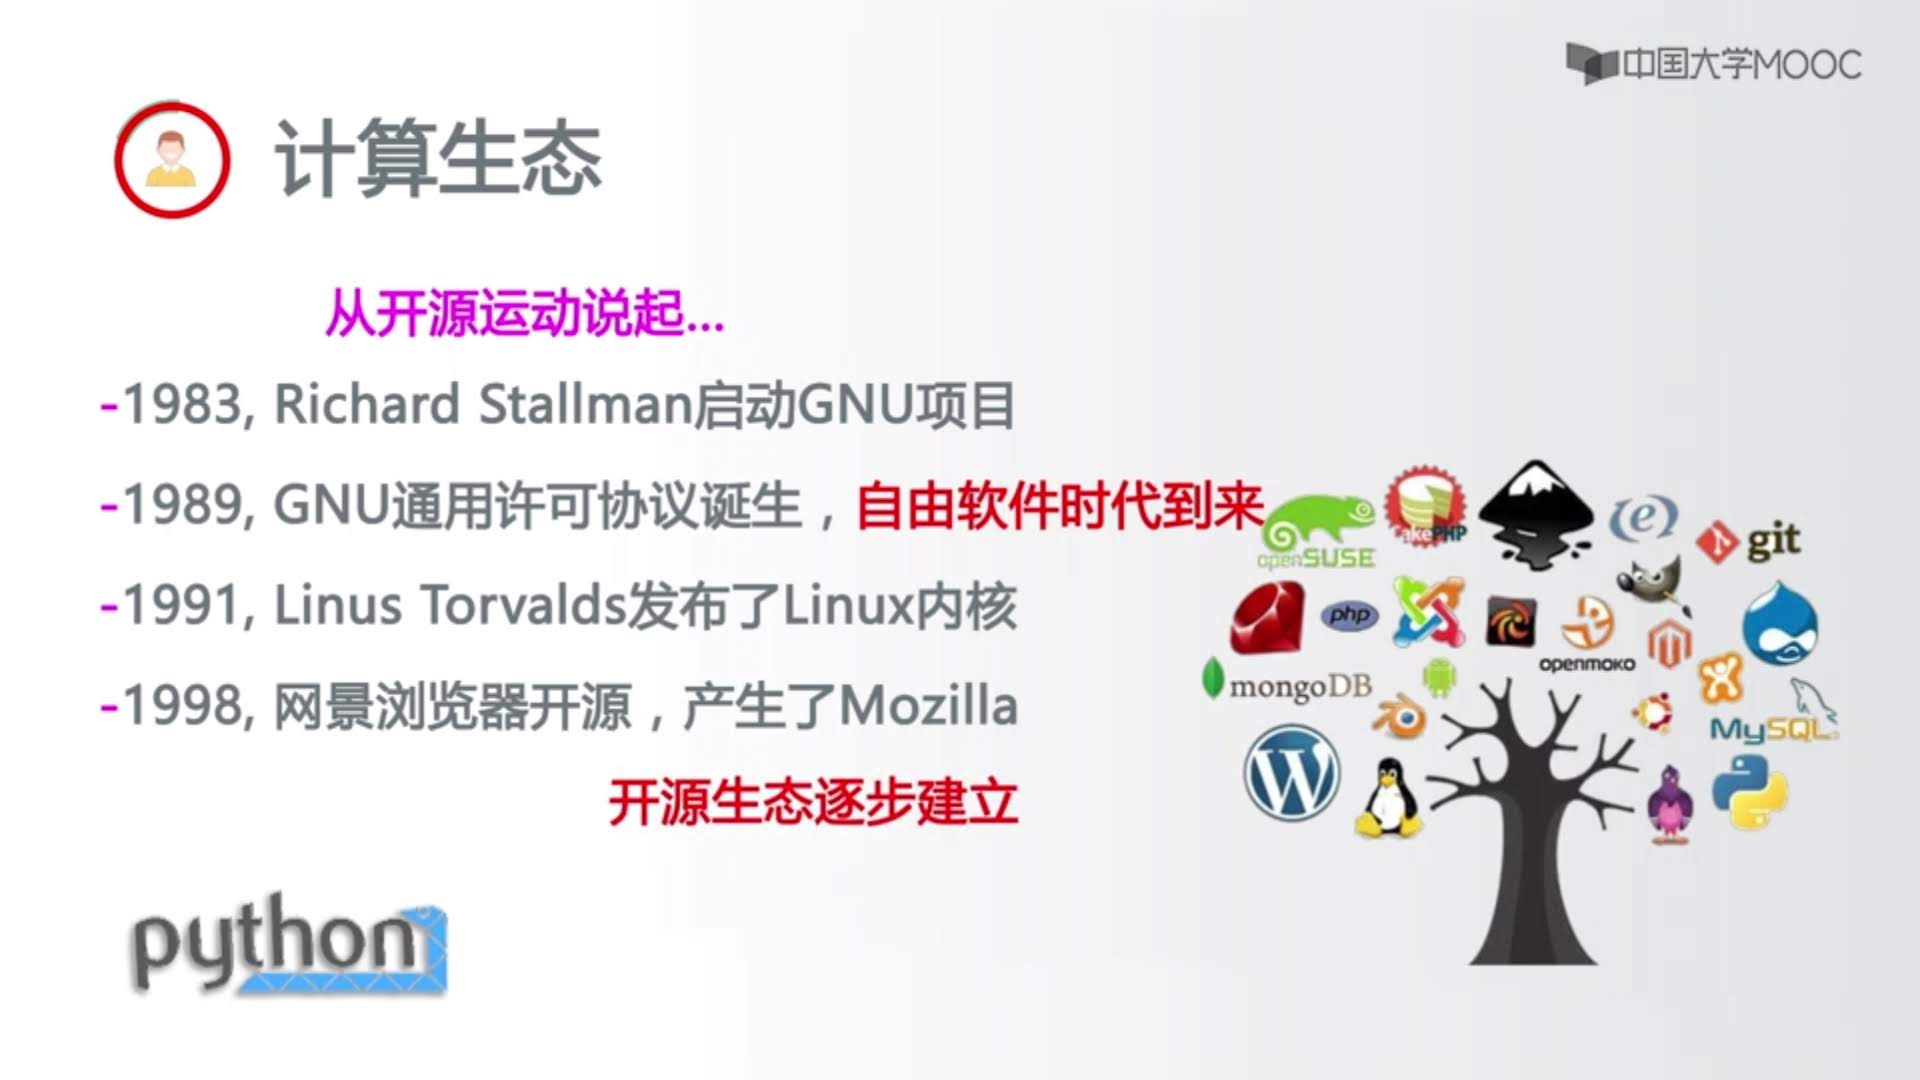 中国大学MOOC
计算生态
从开源运动说起...
-1983, Richard Stallman启动GNU项目
-1989, GNU通用许可协议诞生，自由软件时代到来
-1991, Linus Torvalds发布了Linux内核
-1998, 网景浏览器开源，产生了Mozilla
开源生态逐步建立
openSUSE
akePHP
e
git
php
openmoko
mongoDB
MySQL
W
python